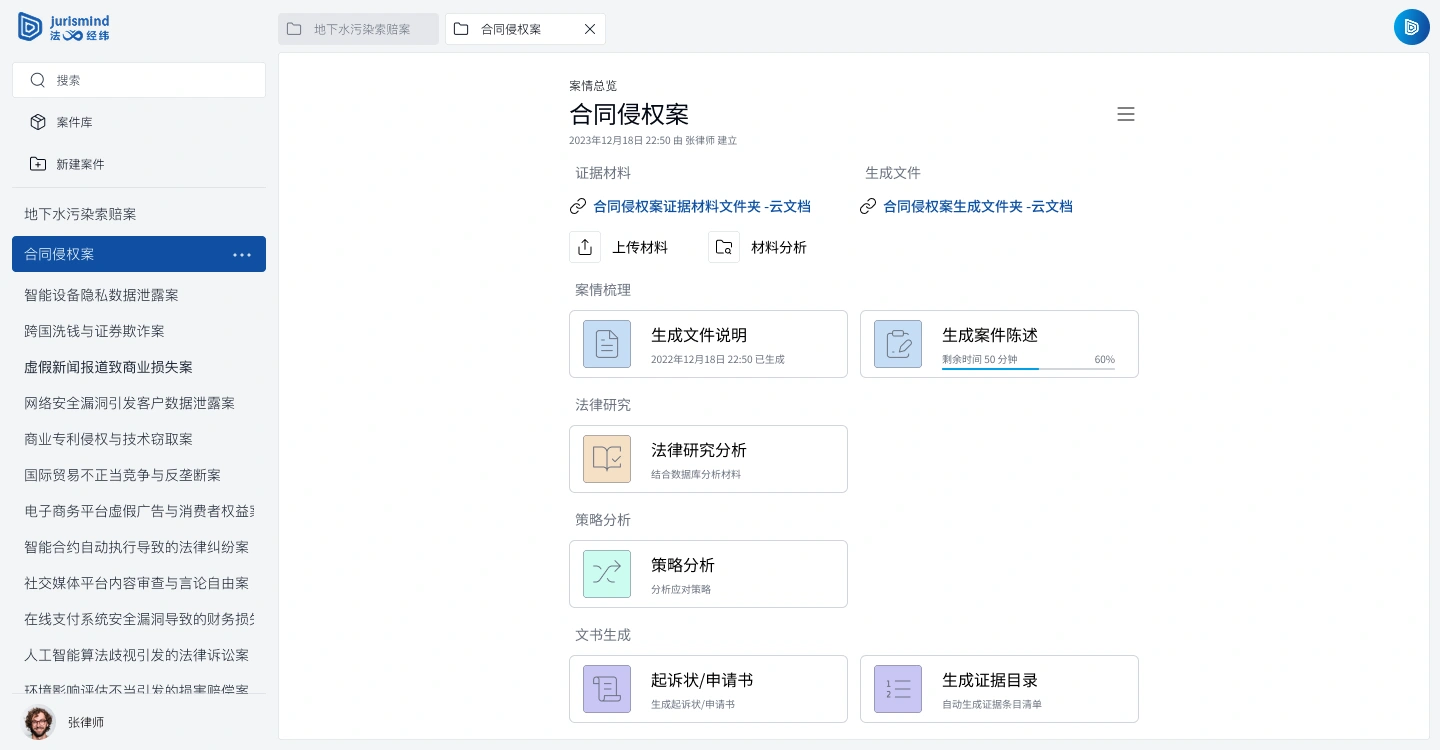 jurismind
法 经纬
搜索
案件库
新建案件
地下水污染索赔案
合同侵权案
智能设备隐私数据泄露案
跨国洗钱与证券欺诈案
虚假新闻报道致商业损失案
网络安全漏洞引发客户数据泄露案
商业专利侵权与技术窃取案
国际贸易不正当竞争与反垄断案
电子商务平台虚假广告与消费者权益
智能合约自动执行导致的法律纠纷案
社交媒体平台内容审查与言论自由案
在线支付系统安全漏洞导致的财务损
人工智能算法歧视引发的法律诉讼案
环境影响评估不当引发的损害赔偿案
张律师
地下水污染索赔案
合同侵权案
案情总览
合同侵权案
2023年12月18日 22:50 由 张律师 建立
证据材料
合同侵权案证据材料文件夹 -云文档
生成文件
合同侵权案生成文件夹 -云文档
上传材料
材料分析
案情梳理
生成文件说明
2022年12月18日 22:50 已生成
生成案件陈述
剩余时间 50 分钟 60%
法律研究
法律研究分析
结合数据库分析材料
策略分析
策略分析
分析应对策略
文书生成
起诉状/申请书
生成起诉状/申请书
1
2
生成证据目录
自动生成证据条目清单